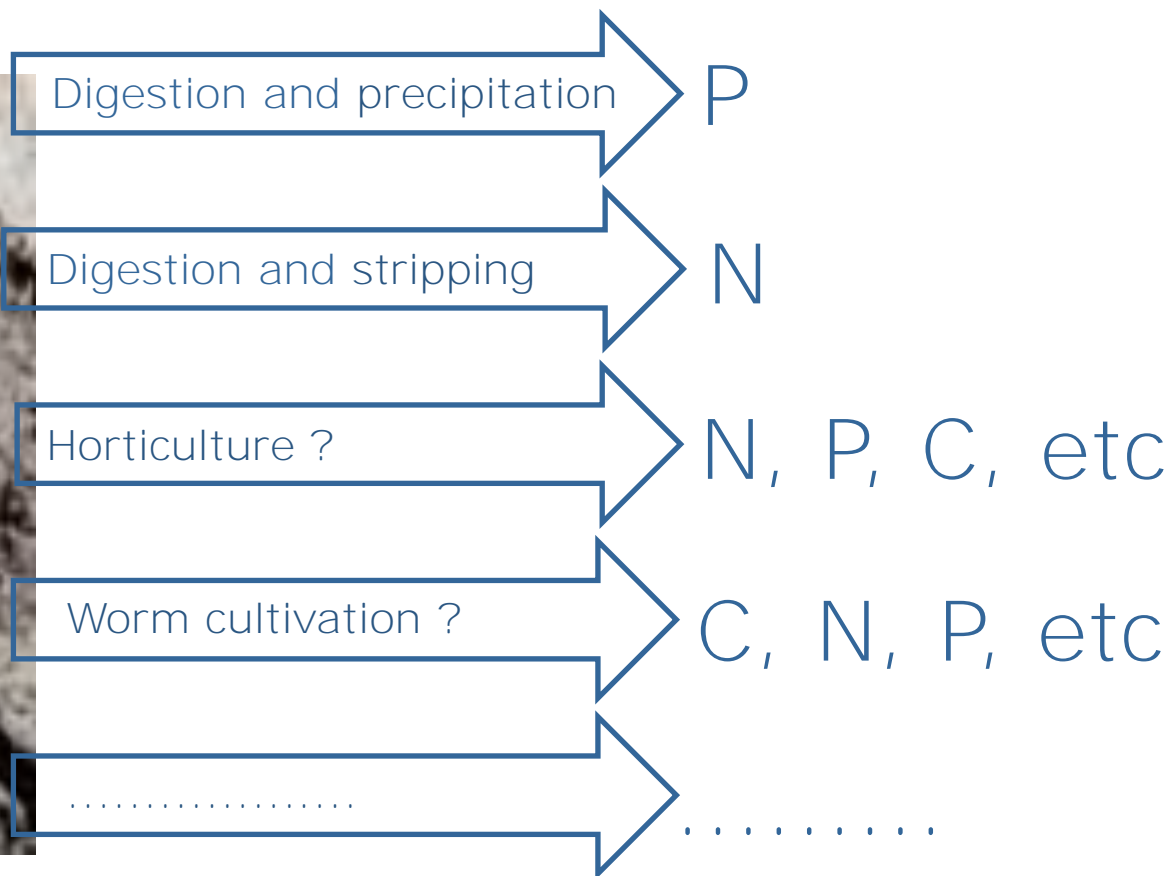 Digestion and precipitation P
Digestion and stripping N
Horticulture ? N, P, C, etc
Worm cultivation ? C, N, P, etc
................... .........